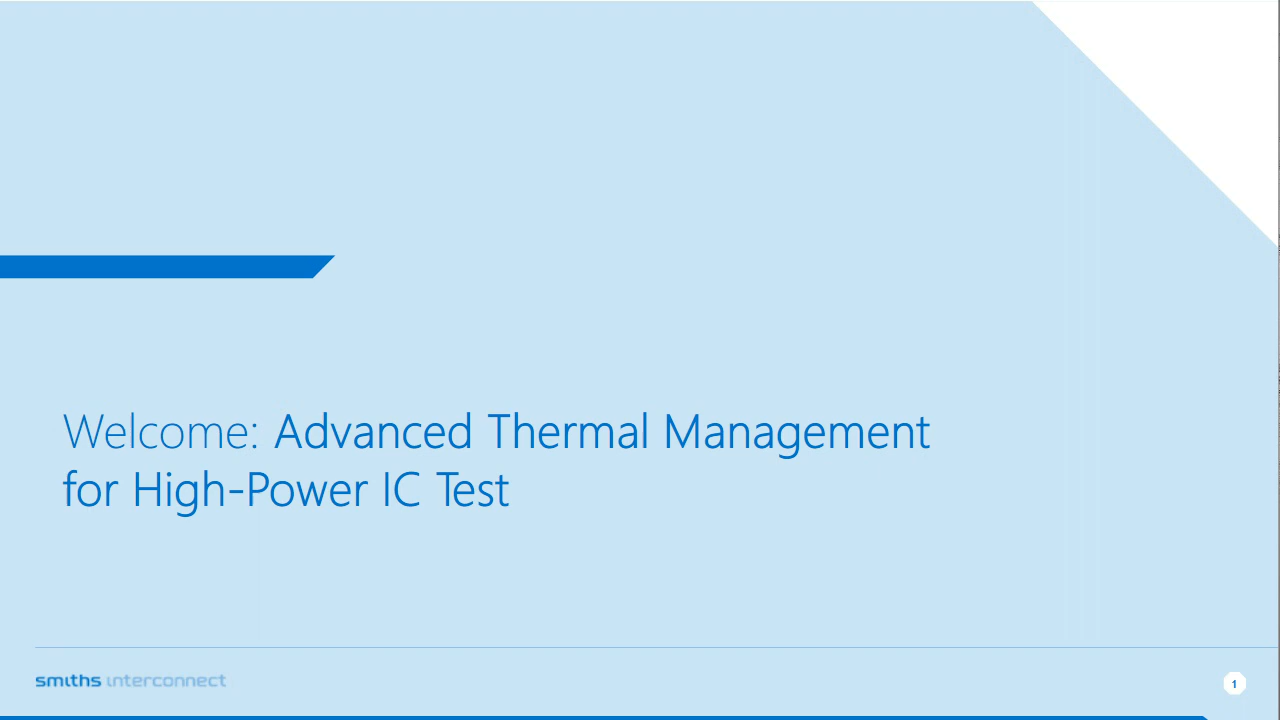 Welcome: Advanced Thermal Management
for High-Power IC Test
smiths interconnect
1